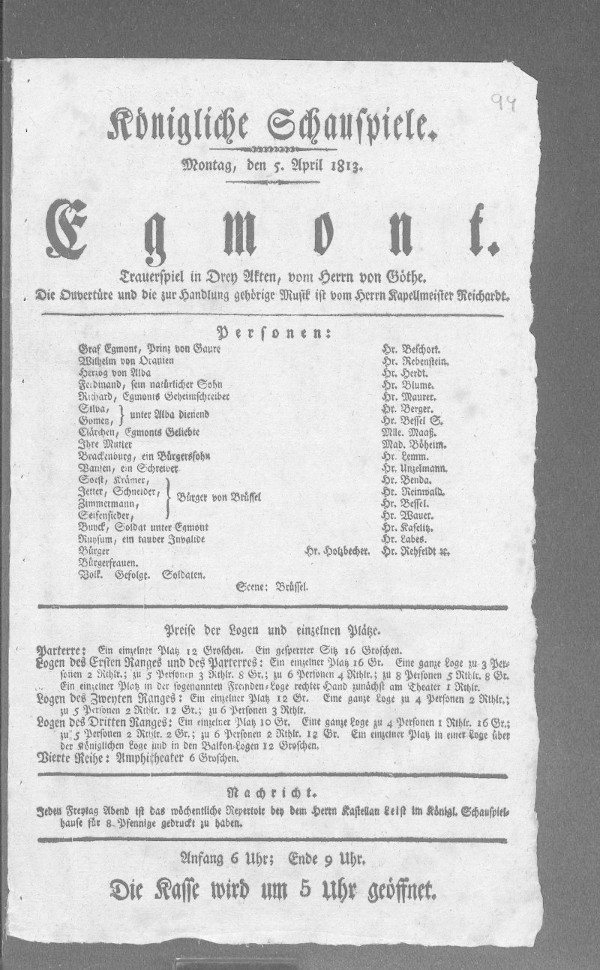 94
Königliche Schauspiele.
Montag, den 5. April 1813.
Egmont.
Trauerspiel in Drey Akten, vom Herrn von Göthe.
Die Ouvertüre und die zur Handlung gehörige Musik ist vom Herrn Kapellmeister Reichardt.
Personen:
Graf Egmont, Prinz von Gaure Hr. Beschort.
Wilhelm von Oranien Hr. Rebenstein.
Herzog von Alba Hr. Herdt.
Ferdinand, sein natürlicher Sohn Hr. Blume.
Richard, Egmonts Geheimschreiber Hr. Maurer.
Silva, } unter Alba dienend Hr. Berger.
Gomez, Hr. Bessel S.
Clärchen, Egmonts Geliebte Mlle. Maaß.
Ihre Mutter Mad. Böheim.
Brackenburg, ein Bürgerssohn Hr. Lemm.
Vansen, ein Schreiber Hr. Unzelmann.
Soest, Krämer, Hr. Benda.
Jetter, Schneider, } Bürger von Brüssel Hr. Reinwald.
Zimmermann, Hr. Bessel.
Seifensieder, Hr. Wauer.
Buyck, Soldat unter Egmont Hr. Kaselitz.
Ruysum, ein tauber Invalide Hr. Labes.
Bürger Hr. Holzbecher. Hr. Rehfeldt ꝛc.
Bürgerfrauen.
Volk. Gefolge. Soldaten.
Scene: Brüssel.
Preise der Logen und einzelnen Plätze.
Parterre: Ein einzelner Platz 12 Groschen. Ein gesperrter Sitz 16 Groschen.
Logen des Ersten Ranges und des Parterres: Ein einzelner Platz 16 Gr. Eine ganze Loge zu 3 Per-
sonen 2 Rthlr.; zu 5 Personen 3 Rthlr. 8 Gr.; zu 6 Personen 4 Rthlr.; zu 8 Personen 5 Rthlr. 8 Gr.
Ein einzelner Platz in der sogenannten Fremden-Loge rechter Hand zunächst am Theater 1 Rthlr.
Logen des Zweyten Ranges: Ein einzelner Platz 12 Gr. Eine ganze Loge zu 4 Personen 2 Rthlr.;
zu 5 Personen 2 Rthlr. 12 Gr.; zu 6 Personen 3 Rthlr.
Logen des Dritten Ranges: Ein einzelner Platz 10 Gr. Eine ganze Loge zu 4 Personen 1 Rthlr. 16 Gr.;
zu 5 Personen 2 Rthlr. 2 Gr.; zu 6 Personen 2 Rthlr. 12 Gr. Ein einzelner Platz in einer Loge über
der Königlichen Loge und in den Balkon-Logen 12 Groschen.
Vierte Reihe: Amphitheater 6 Groschen.
Nachricht.
Jeden Freytag Abend ist das wöchentliche Repertoir bey dem Herrn Kastellan Leist im Königl. Schauspiel-
hause für 8 Pfennige gedruckt zu haben.
Anfang 6 Uhr; Ende 9 Uhr.
Die Kasse wird um 5 Uhr geöffnet.